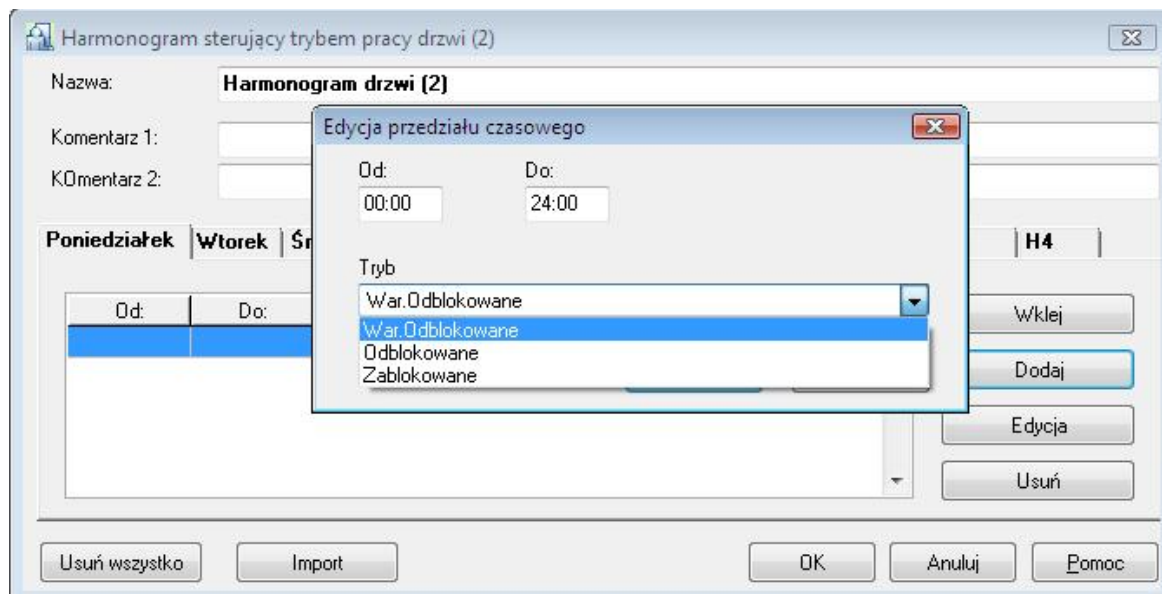 Harmonogram sterujący trybem pracy drzwi (2)
Nazwa: Harmonogram drzwi (2)
Komentarz 1:
KOmentarz 2:
Edycja przedziału czasowego
Od: Do:
00:00 24:00
Tryb
War.Odblokowane
War.Odblokowane
Odblokowane
Zablokowane
Poniedziałek Wtorek Śr H4
Od: Do:
Wklej
Dodaj
Edycja
Usuń
Usuń wszystko Import OK Anuluj Pomoc